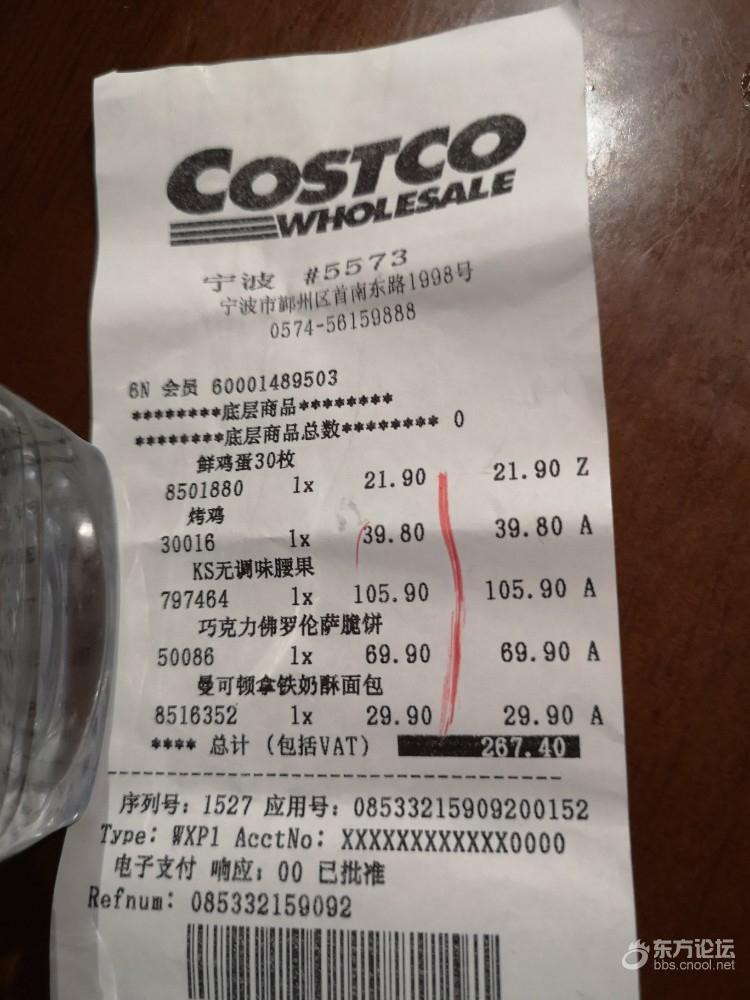 COSTCO
WHOLESALE
宁波 #5573
宁波市鄞州区首南东路1998号
0574-56159888
6N 会员 60001489503
********底层商品********
********底层商品总数******** 0
鲜鸡蛋30枚
8501880 1x 21.90 21.90 Z
烤鸡
30016 1x 39.80 39.80 A
KS无调味腰果
797464 1x 105.90 105.90 A
巧克力佛罗伦萨脆饼
50086 1x 69.90 69.90 A
曼可顿拿铁奶酥面包
8516352 1x 29.90 29.90 A
**** 总计 (包括VAT) 267.40
序列号: 1527 应用号: 08533215909200152
Type: WXP1 AcctNo: XXXXXXXXXXXX0000
电子支付 响应: 00 已批准
Refnum: 085332159092
东方论坛
bbs.cnool.net